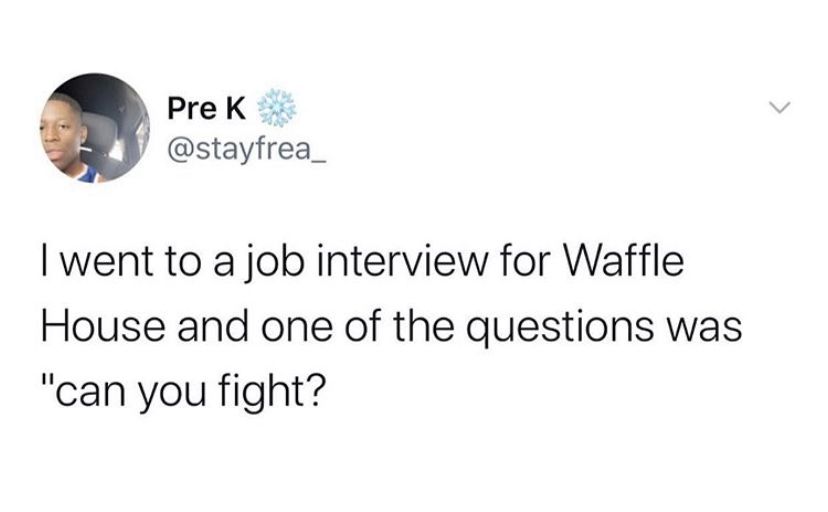 Pre K ❄️
@stayfrea_
I went to a job interview for Waffle
House and one of the questions was
"can you fight?